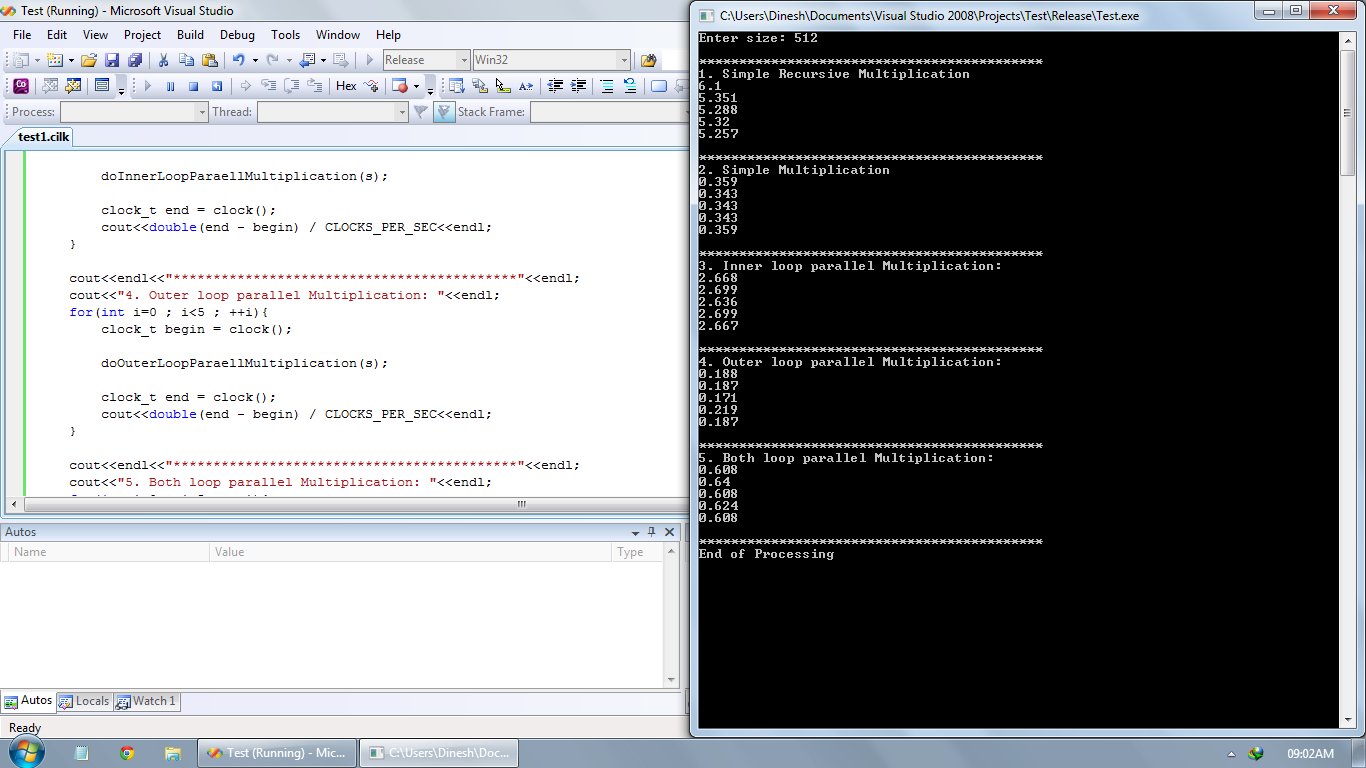 Test (Running) - Microsoft Visual Studio
File Edit View Project Build Debug Tools Window Help
Release Win32
Hex
Process: Thread: Stack Frame:
test1.cilk
doInnerLoopParaellMultiplication(s);
clock_t end = clock();
cout<<double(end - begin) / CLOCKS_PER_SEC<<endl;
}
cout<<endl<<"*******************************************"<<endl;
cout<<"4. Outer loop parallel Multiplication: "<<endl;
for(int i=0 ; i<5 ; ++i){
clock_t begin = clock();
doOuterLoopParaellMultiplication(s);
clock_t end = clock();
cout<<double(end - begin) / CLOCKS_PER_SEC<<endl;
}
cout<<endl<<"*******************************************"<<endl;
cout<<"5. Both loop parallel Multiplication: "<<endl;
Autos
Name Value Type
Autos Locals Watch 1
Ready
C:\Users\Dinesh\Documents\Visual Studio 2008\Projects\Test\Release\Test.exe
Enter size: 512
*******************************************
1. Simple Recursive Multiplication
6.1
5.351
5.288
5.32
5.257
*******************************************
2. Simple Multiplication
0.359
0.343
0.343
0.343
0.359
*******************************************
3. Inner loop parallel Multiplication:
2.668
2.699
2.636
2.699
2.667
*******************************************
4. Outer loop parallel Multiplication:
0.188
0.187
0.171
0.219
0.187
*******************************************
5. Both loop parallel Multiplication:
0.608
0.64
0.608
0.624
0.608
*******************************************
End of Processing
Test (Running) - Mic... C:\Users\Dinesh\Doc... 09:02AM